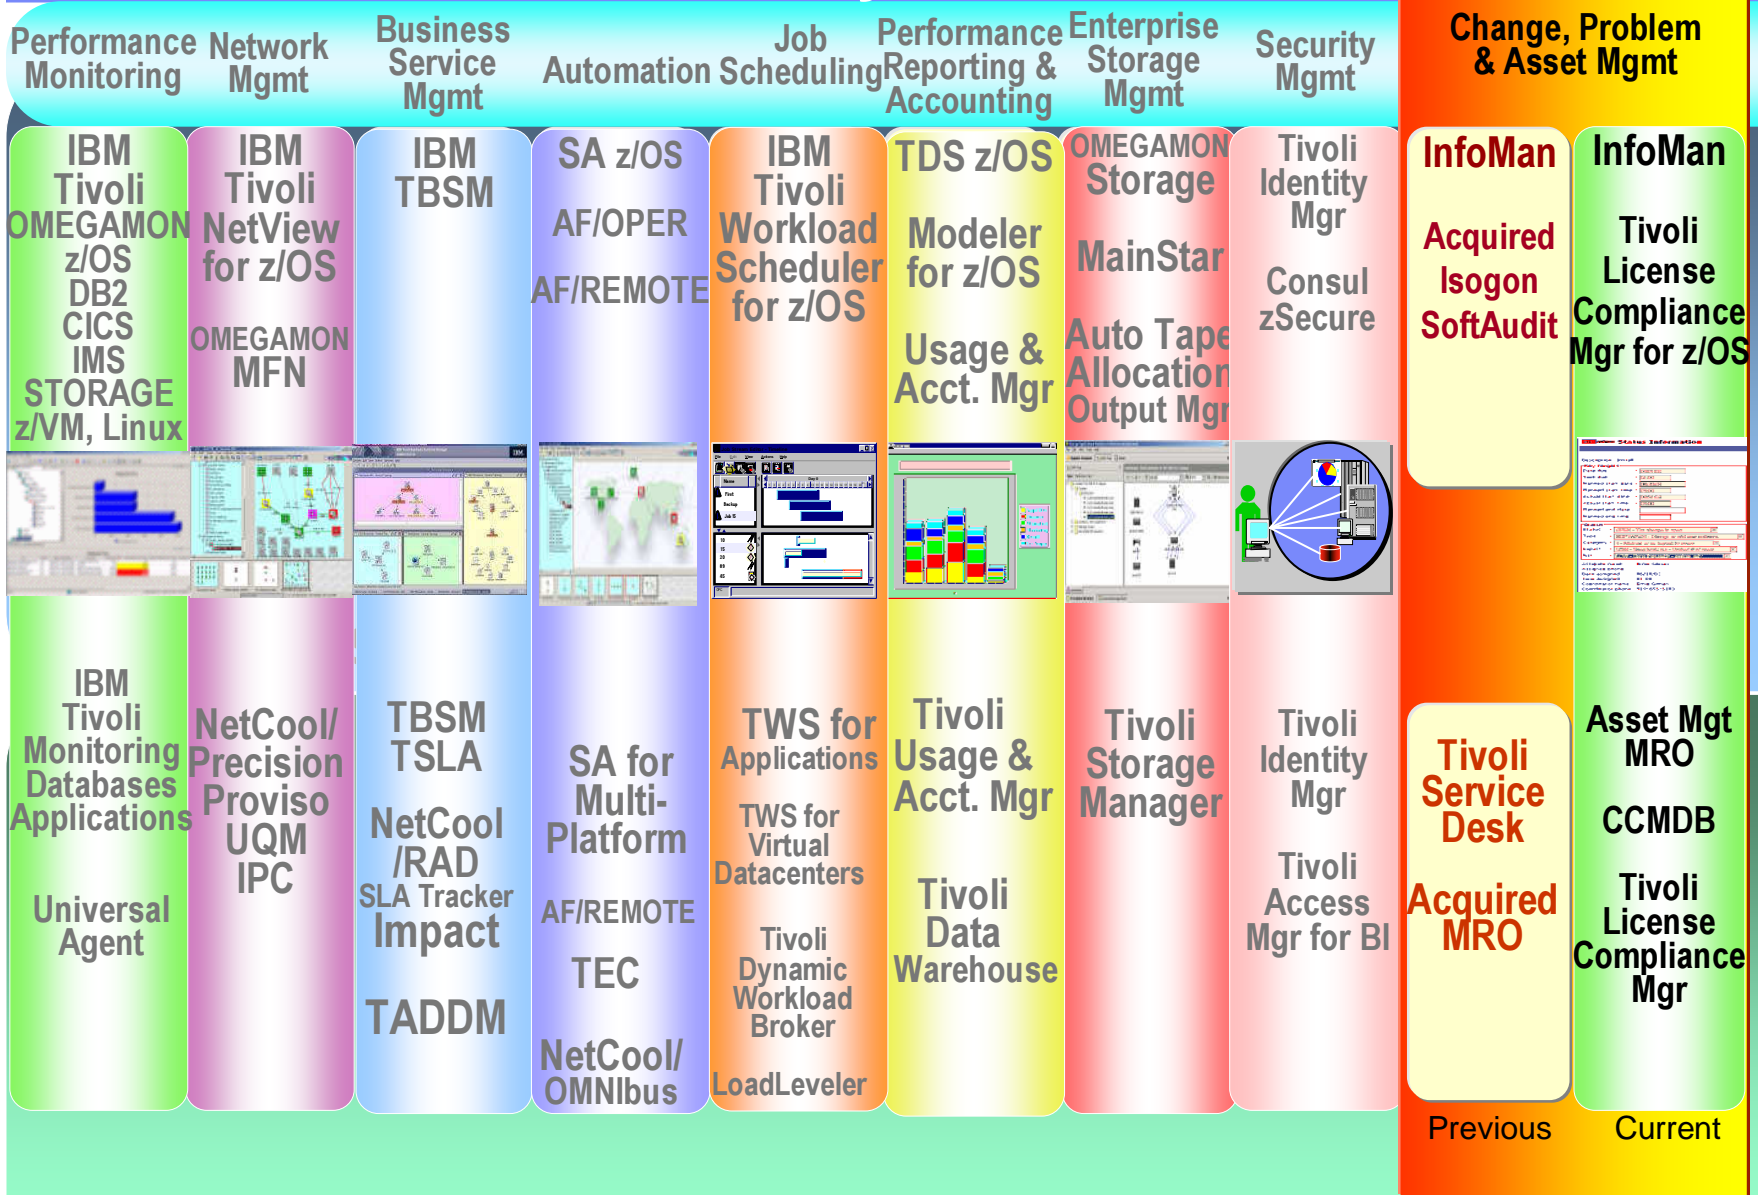 Performance
Monitoring
Network
Mgmt
Business
Service
Mgmt
Automation
Job
Scheduling
Performance
Reporting &
Accounting
Enterprise
Storage
Mgmt
Security
Mgmt
Change, Problem
& Asset Mgmt
IBM
Tivoli
OMEGAMON
z/OS
DB2
CICS
IMS
STORAGE
z/VM, Linux
IBM
Tivoli
NetView
for z/OS
OMEGAMON
MFN
IBM
TBSM
SA z/OS
AF/OPER
AF/REMOTE
IBM
Tivoli
Workload
Scheduler
for z/OS
TDS z/OS
Modeler
for z/OS
Usage &
Acct. Mgr
OMEGAMON
Storage
MainStar
Auto Tape
Allocation
Output Mgr
Tivoli
Identity
Mgr
Consul
zSecure
InfoMan
Acquired
Isogon
SoftAudit
InfoMan
Tivoli
License
Compliance
Mgr for z/OS
Status Information
IBM
Tivoli
Monitoring
Databases
Applications
Universal
Agent
NetCool/
Precision
Proviso
UQM
IPC
TBSM
TSLA
NetCool
/RAD
SLA Tracker
Impact
TADDM
SA for
Multi-
Platform
AF/REMOTE
TEC
NetCool/
OMNIbus
TWS for
Applications
TWS for
Virtual
Datacenters
Tivoli
Dynamic
Workload
Broker
LoadLeveler
Tivoli
Usage &
Acct. Mgr
Tivoli
Data
Warehouse
Tivoli
Storage
Manager
Tivoli
Identity
Mgr
Tivoli
Access
Mgr for BI
Tivoli
Service
Desk
Acquired
MRO
Asset Mgt
MRO
CCMDB
Tivoli
License
Compliance
Mgr
Previous
Current